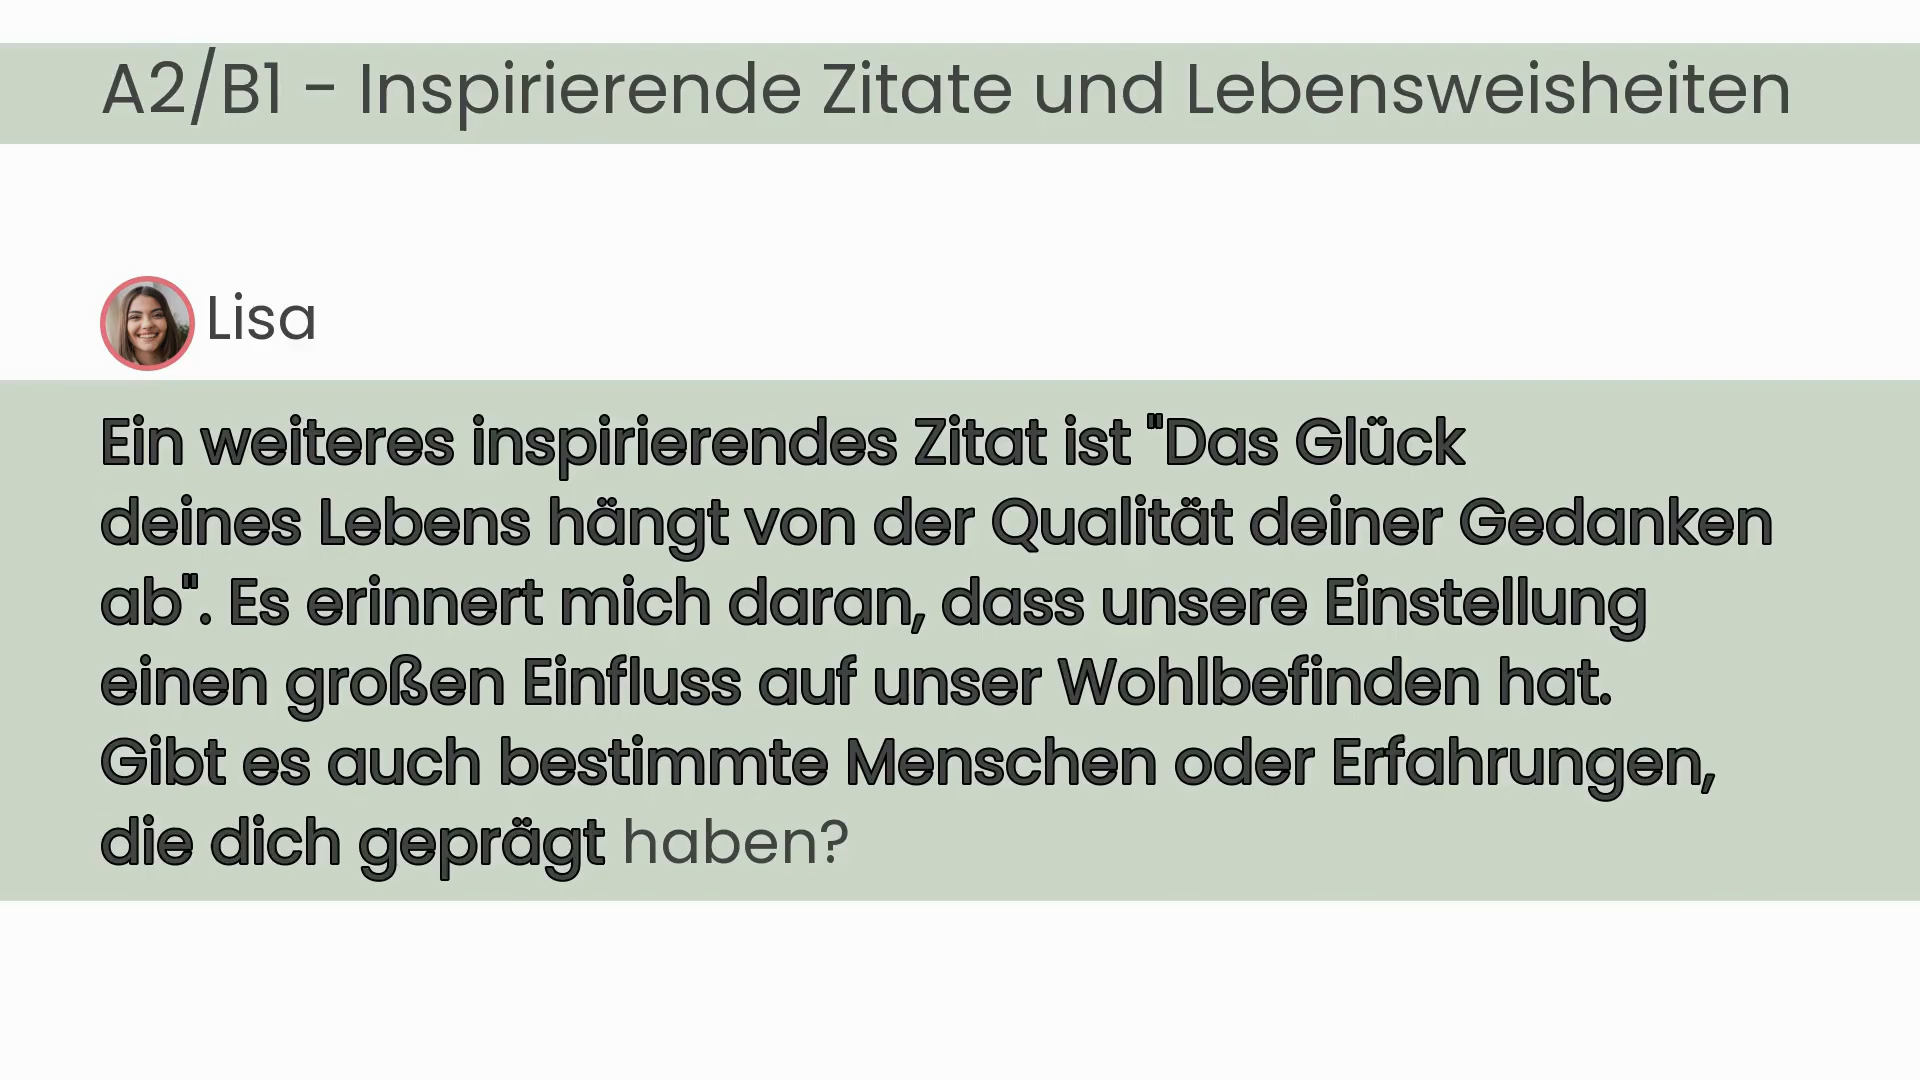 A2/B1 - Inspirierende Zitate und Lebensweisheiten
Lisa
Ein weiteres inspirierendes Zitat ist "Das Glück
deines Lebens hängt von der Qualität deiner Gedanken
ab". Es erinnert mich daran, dass unsere Einstellung
einen großen Einfluss auf unser Wohlbefinden hat.
Gibt es auch bestimmte Menschen oder Erfahrungen,
die dich geprägt haben?